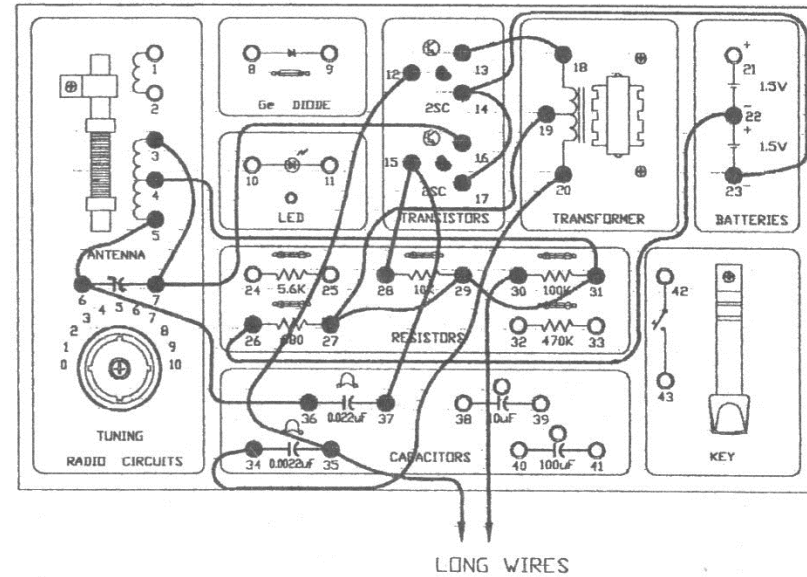 1
2
3
4
5
ANTENNA
6
7
0
1
2
3
4
5
6
7
8
9
10
TUNING
RADIO CIRCUITS
8
9
Ge DIODE
10
11
LED
12
13
14
2SC
15
16
17
2SC
TRANSISTORS
18
19
20
TRANSFORMER
+
21
1.5V
-
22
+
1.5V
23
-
BATTERIES
24
25
5.6K
28
29
10K
30
31
100K
26
27
680
32
33
470K
RESISTORS
36
37
0.022uF
38
39
10uF
34
35
0.0022uF
40
41
100uF
CAPACITORS
42
43
KEY
LONG WIRES